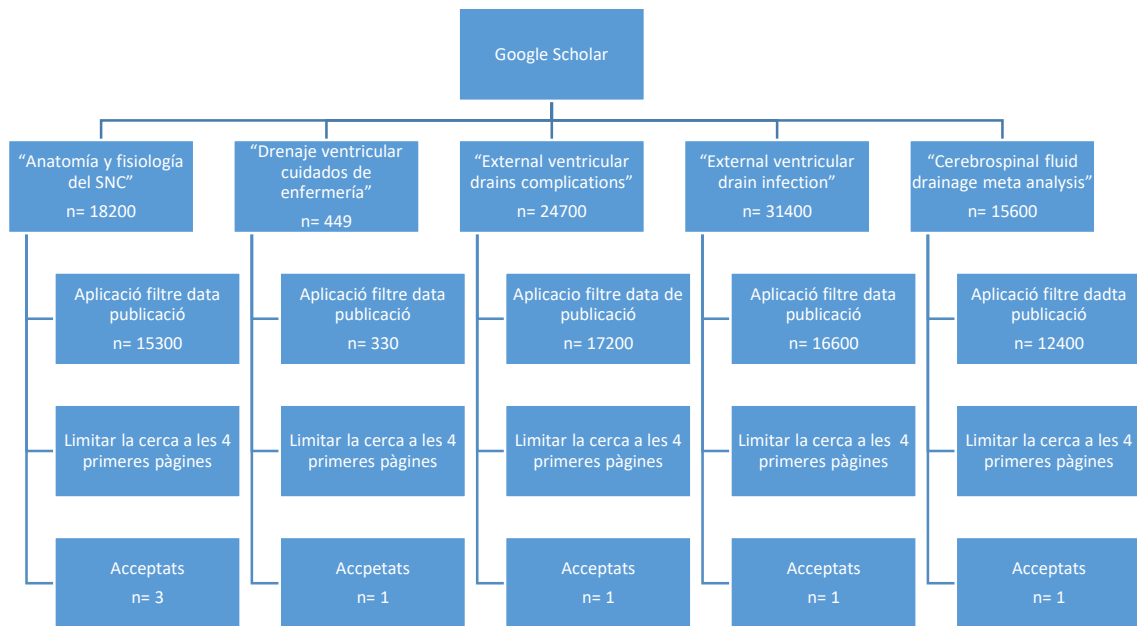 Google Scholar
“Anatomía y fisiología
del SNC”
n= 18200
“Drenaje ventricular
cuidados de
enfermería”
n= 449
“External ventricular
drains complications”
n= 24700
“External ventricular
drain infection”
n= 31400
“Cerebrospinal fluid
drainage meta analysis”
n= 15600
Aplicació filtre data
publicació
n= 15300
Aplicació filtre data
publicació
n= 330
Aplicacio filtre data de
publicació
n= 17200
Aplicació filtre data
publicació
n= 16600
Aplicació filtre dadta
publicació
n= 12400
Limitar la cerca a les 4
primeres pàgines
Limitar la cerca a les 4
primeres pàgines
Limitar la cerca a les 4
primeres pàgines
Limitar la cerca a les 4
primeres pàgines
Limitar la cerca a les 4
primeres pàgines
Acceptats
n= 3
Accpetats
n= 1
Acceptats
n= 1
Acceptats
n= 1
Acceptats
n= 1